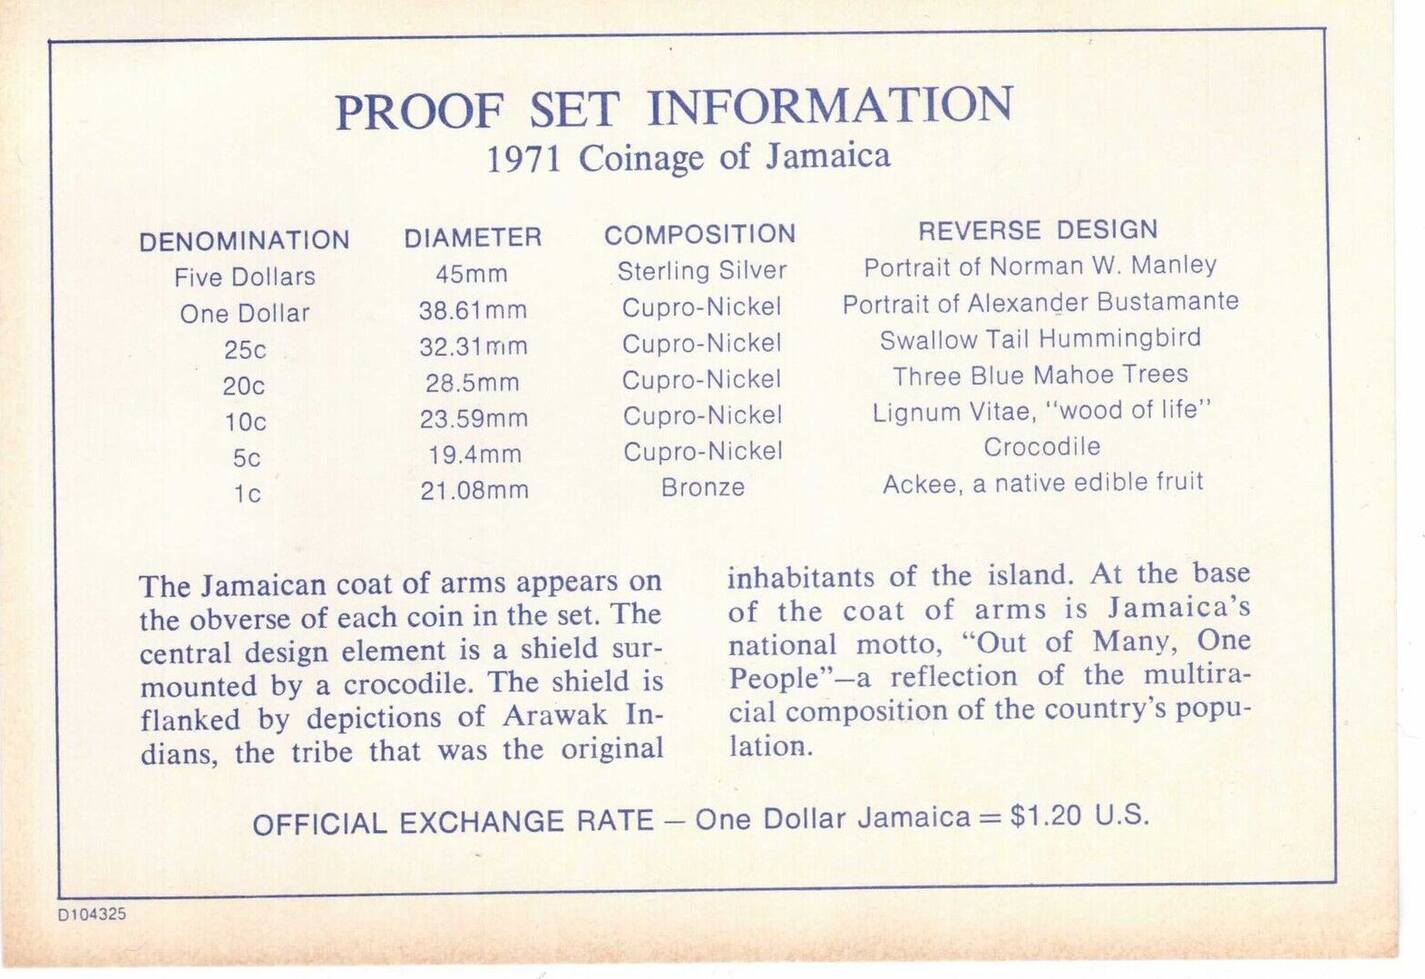 PROOF SET INFORMATION
1971 Coinage of Jamaica
DENOMINATION DIAMETER COMPOSITION REVERSE DESIGN
Five Dollars 45mm Sterling Silver Portrait of Norman W. Manley
One Dollar 38.61mm Cupro-Nickel Portrait of Alexander Bustamante
25c 32.31mm Cupro-Nickel Swallow Tail Hummingbird
20c 28.5mm Cupro-Nickel Three Blue Mahoe Trees
10c 23.59mm Cupro-Nickel Lignum Vitae, "wood of life"
5c 19.4mm Cupro-Nickel Crocodile
1c 21.08mm Bronze Ackee, a native edible fruit
The Jamaican coat of arms appears on
the obverse of each coin in the set. The
central design element is a shield sur-
mounted by a crocodile. The shield is
flanked by depictions of Arawak In-
dians, the tribe that was the original
inhabitants of the island. At the base
of the coat of arms is Jamaica's
national motto, “Out of Many, One
People”—a reflection of the multira-
cial composition of the country's popu-
lation.
OFFICIAL EXCHANGE RATE — One Dollar Jamaica = $1.20 U.S.
D104325